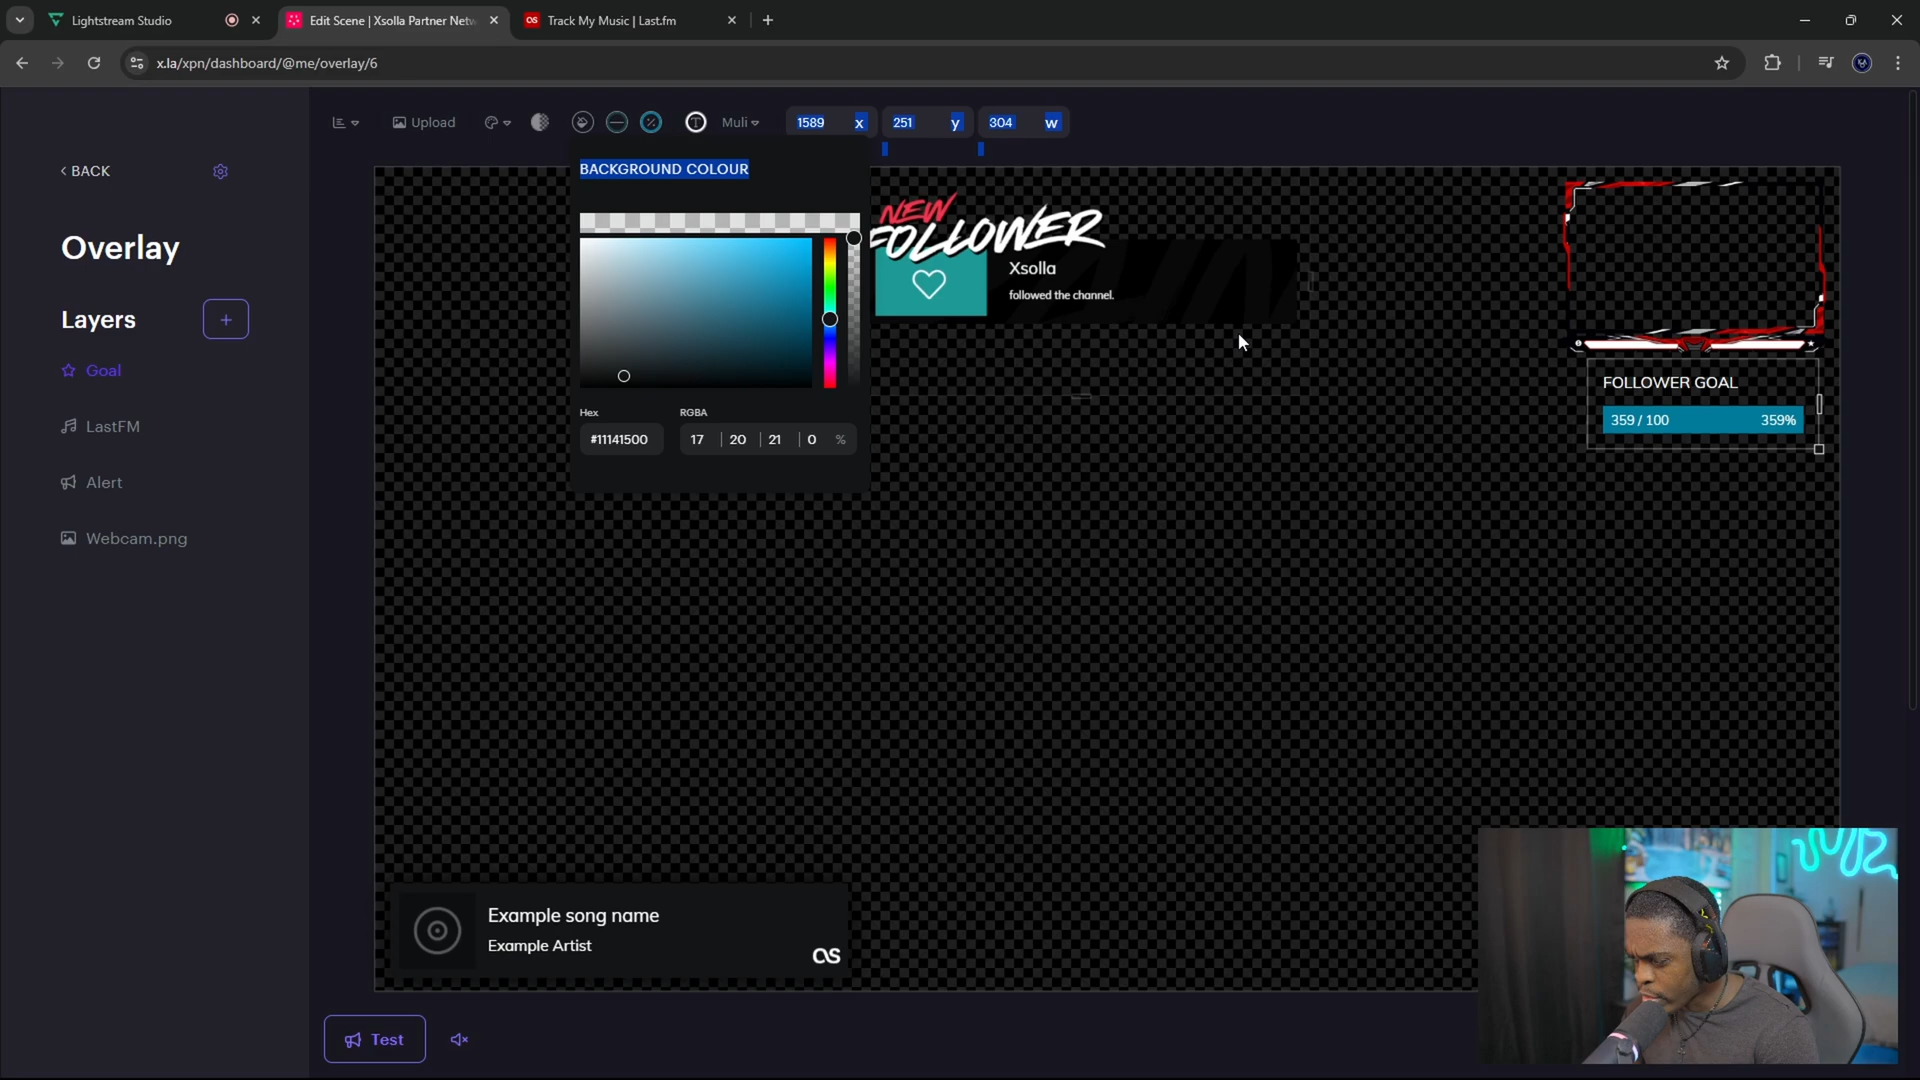 Lightstream Studio
Edit Scene | Xsolla Partner Netw
Track My Music | Last.fm
x.la/xpn/dashboard/@me/overlay/6
BACK
Overlay
Layers
Goal
LastFM
Alert
Webcam.png
Upload
Muli
1589 x
251 y
304 w
BACKGROUND COLOUR
Hex
RGBA
#11141500
17 20 21 0 %
NEW
FOLLOWER
Xsolla
followed the channel.
FOLLOWER GOAL
359 / 100 359%
Example song name
Example Artist
Test